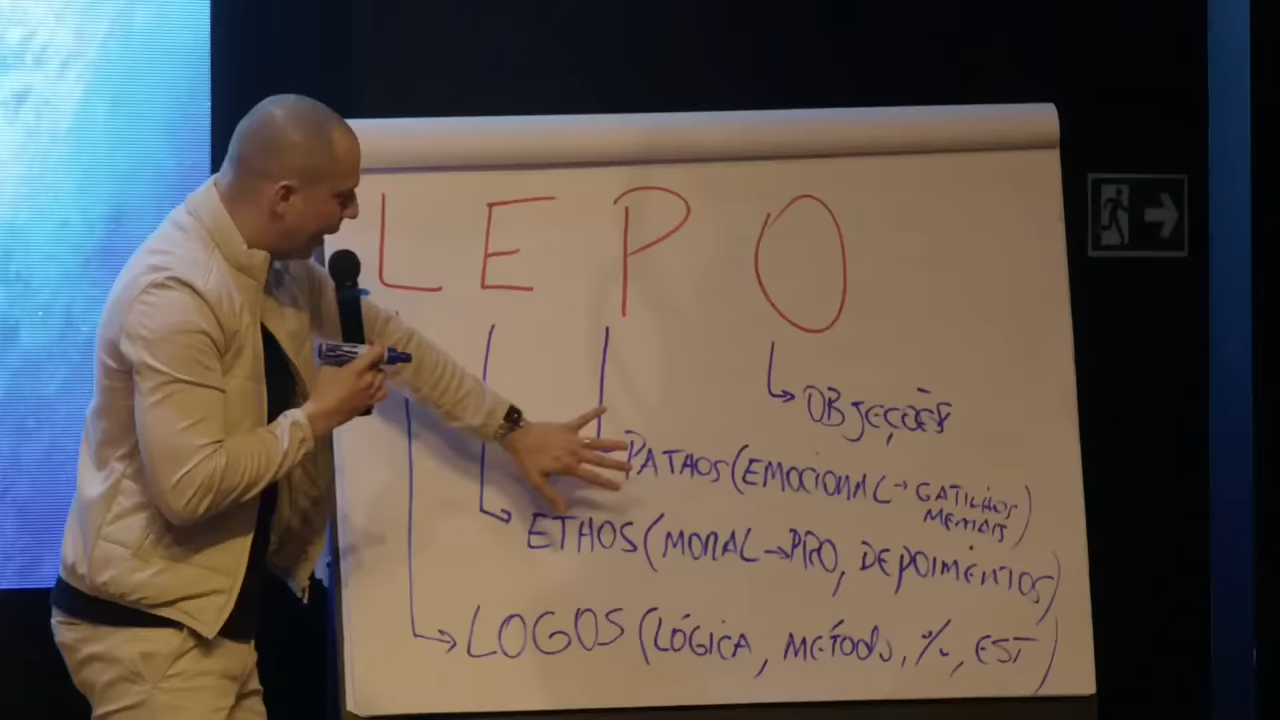 L E P O
OBJEÇÕES
PATHOS (EMOCIONAL → GATILHOS
MENTAIS)
ETHOS (MORAL → PRO, DEPOIMENTOS)
LOGOS (LÓGICA, MÉTODO, %, EST)